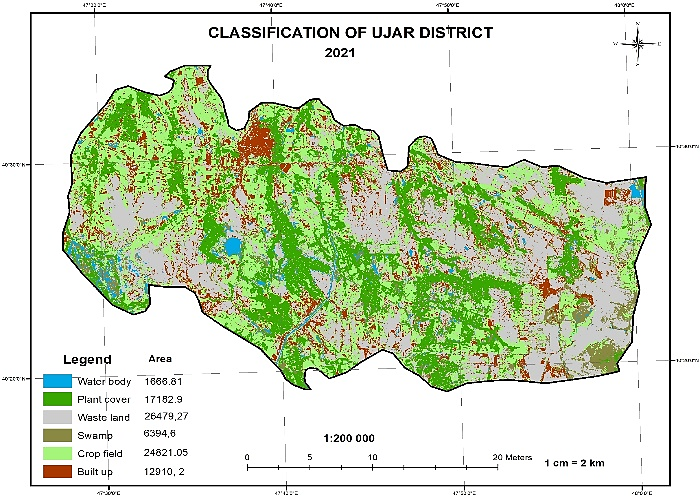 CLASSIFICATION OF UJAR DISTRICT
2021
N
W E
S
Legend Area
Water body 1666.81
Plant cover 17182.9
Waste land 26479,27
Swamp 6394,6
Crop field 24821.05
Built up 12910, 2
1:200 000
0 5 10 20 Meters
1 cm = 2 km